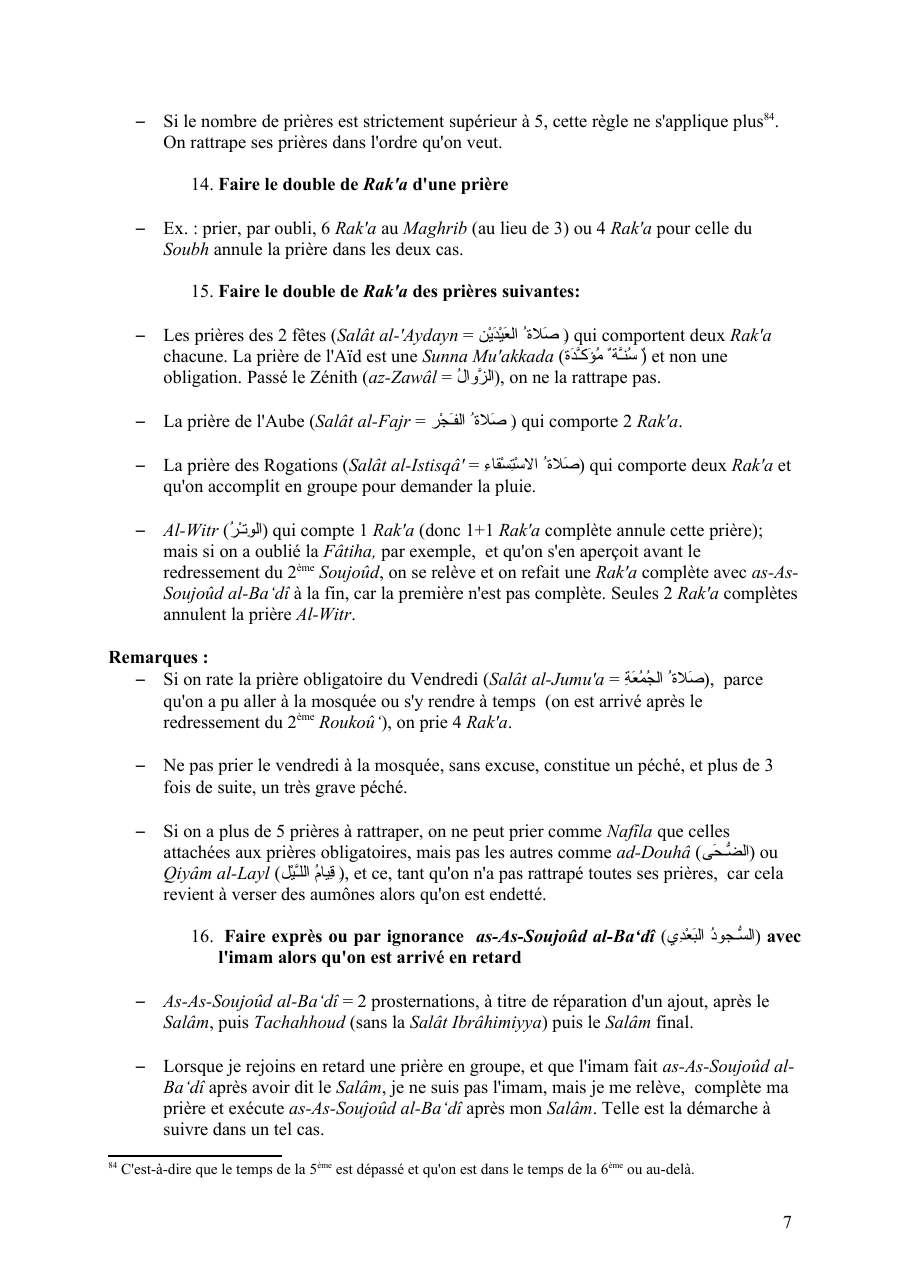 – Si le nombre de prières est strictement supérieur à 5, cette règle ne s'applique plus84.
On rattrape ses prières dans l'ordre qu'on veut.
14. Faire le double de Rak'a d'une prière
– Ex. : prier, par oubli, 6 Rak'a au Maghrib (au lieu de 3) ou 4 Rak'a pour celle du
Soubh annule la prière dans les deux cas.
15. Faire le double de Rak'a des prières suivantes:
– Les prières des 2 fêtes (Salât al-'Aydayn = صَلاةُ العَيْدَيْن ) qui comportent deux Rak'a
chacune. La prière de l'Aïd est une Sunna Mu'akkada (سُنـَّةٌ مُؤَكـَّدَةٌ ) et non une
obligation. Passé le Zénith (az-Zawâl = الزَّوالُ), on ne la rattrape pas.
– La prière de l'Aube (Salât al-Fajr = صَلاةُ الفـَجْر ) qui comporte 2 Rak'a.
– La prière des Rogations (Salât al-Istisqâ' = صَلاةُ الاسْتِسْقاء) qui comporte deux Rak'a et
qu'on accomplit en groupe pour demander la pluie.
– Al-Witr (الوتـْرُ) qui compte 1 Rak'a (donc 1+1 Rak'a complète annule cette prière);
mais si on a oublié la Fâtiha, par exemple, et qu'on s'en aperçoit avant le
redressement du 2ème Soujoûd, on se relève et on refait une Rak'a complète avec as-As-
Soujoûd al-Ba‘dî à la fin, car la première n'est pas complète. Seules 2 Rak'a complètes
annulent la prière Al-Witr.
Remarques :
– Si on rate la prière obligatoire du Vendredi (Salât al-Jumu'a = صَلاةُ الجُمُعَةِ), parce
qu'on a pu aller à la mosquée ou s'y rendre à temps (on est arrivé après le
redressement du 2ème Roukoû‘), on prie 4 Rak'a.
– Ne pas prier le vendredi à la mosquée, sans excuse, constitue un péché, et plus de 3
fois de suite, un très grave péché.
– Si on a plus de 5 prières à rattraper, on ne peut prier comme Nafila que celles
attachées aux prières obligatoires, mais pas les autres comme ad-Douhâ (الضُّـحَى) ou
Qiyâm al-Layl (قِيامُ اللـَّيْل ), et ce, tant qu'on n'a pas rattrapé toutes ses prières, car cela
revient à verser des aumônes alors qu'on est endetté.
16. Faire exprès ou par ignorance as-As-Soujoûd al-Ba‘dî (السُّـجودُ البَعْدِي) avec
l'imam alors qu'on est arrivé en retard
– As-As-Soujoûd al-Ba‘dî = 2 prosternations, à titre de réparation d'un ajout, après le
Salâm, puis Tachahhoud (sans la Salât Ibrâhimiyya) puis le Salâm final.
– Lorsque je rejoins en retard une prière en groupe, et que l'imam fait as-As-Soujoûd al-
Ba‘dî après avoir dit le Salâm, je ne suis pas l'imam, mais je me relève, complète ma
prière et exécute as-As-Soujoûd al-Ba‘dî après mon Salâm. Telle est la démarche à
suivre dans un tel cas.
84 C'est-à-dire que le temps de la 5ème est dépassé et qu'on est dans le temps de la 6ème ou au-delà.
7